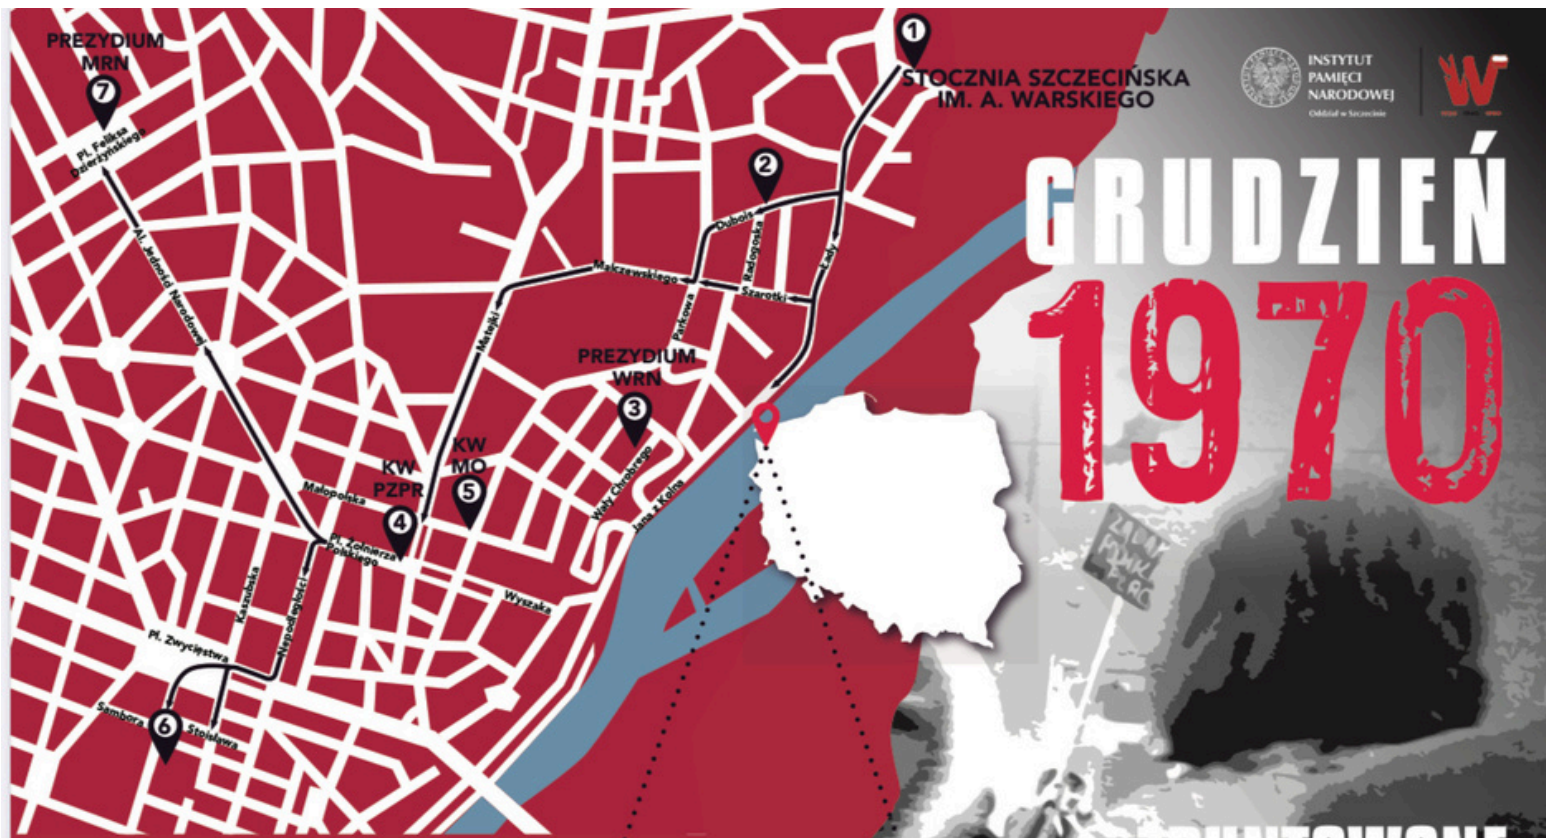 PREZYDIUM
MRN
7
Pl. Feliksa
Dzierżyńskiego
1
STOCZNIA SZCZECIŃSKA
IM. A. WARSKIEGO
INSTYTUT
PAMIĘCI
NARODOWEJ
Oddział w Szczecinie
GRUDZIEŃ
1970
2
Dubois
Radogoska
Łady
Malczewskiego
Szarotki
Parkowa
Matejki
Al. Jedności Narodowej
PREZYDIUM
WRN
3
KW
MO
5
KW
PZPR
4
Wały Chrobrego
Jana z Kolna
Małopolska
Pl. Żołnierza
Polskiego
Wyszaka
Kaszubska
Niepodległości
Pl. Zwycięstwa
Sambora
6
Stoisława